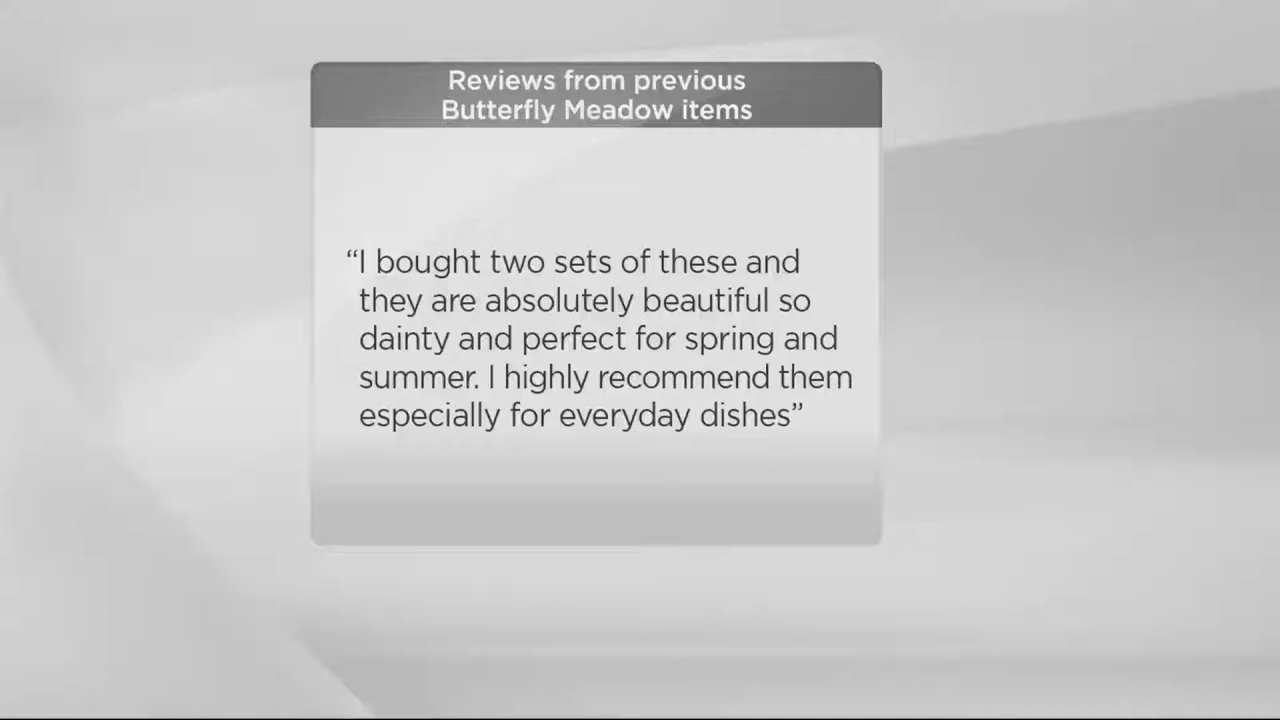 Reviews from previous
Butterfly Meadow items
“I bought two sets of these and
they are absolutely beautiful so
dainty and perfect for spring and
summer. I highly recommend them
especially for everyday dishes”